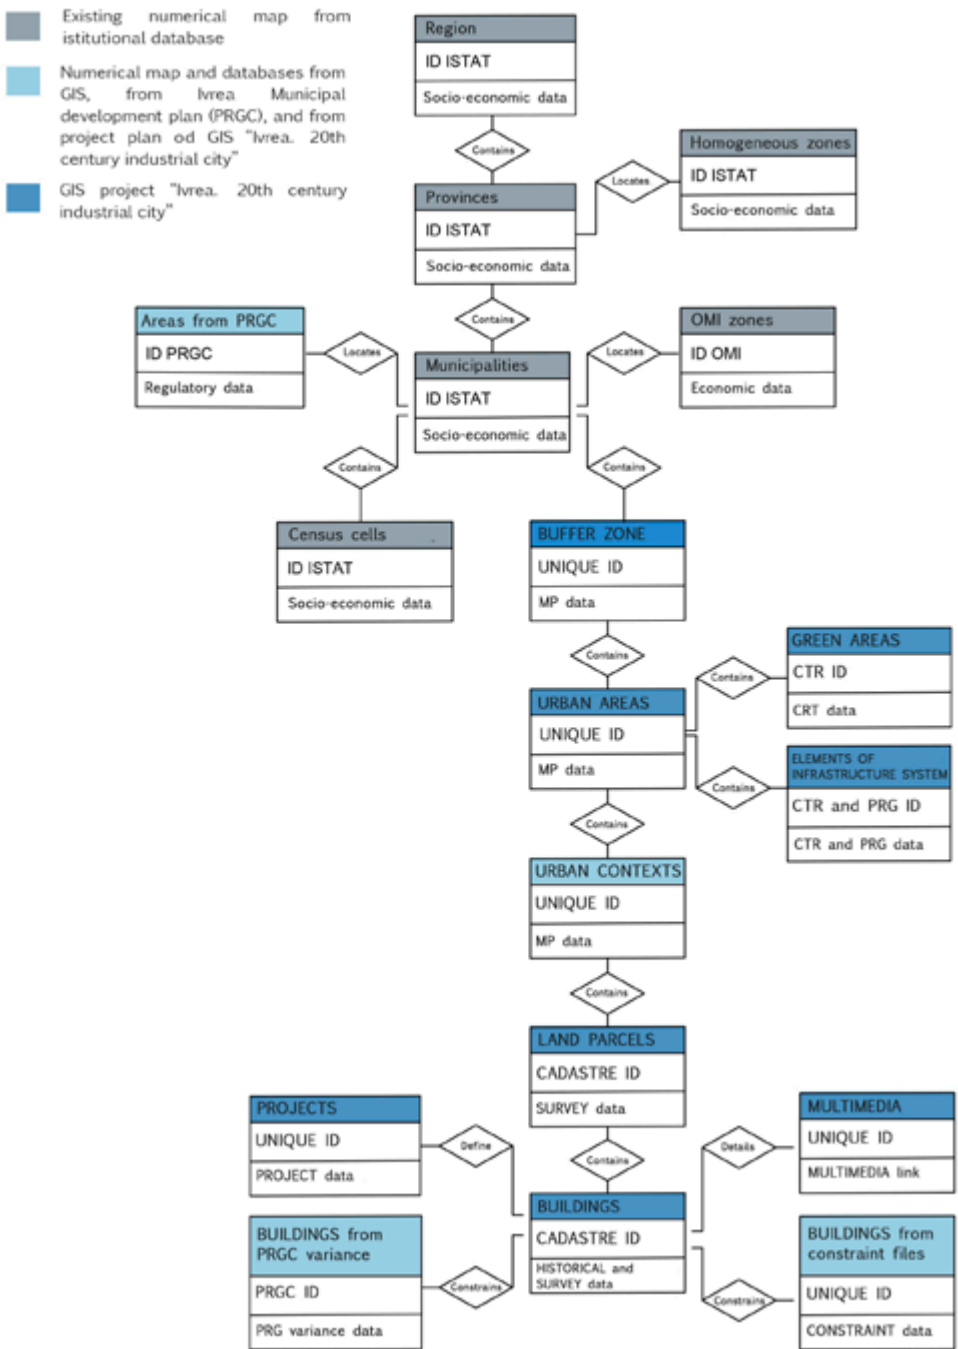 Existing numerical map from
istitutional database
Numerical map and databases from
GIS, from Ivrea Municipal
development plan (PRGC), and from
project plan od GIS "Ivrea. 20th
century industrial city"
GIS project "Ivrea. 20th century
industrial city"
Region
ID ISTAT
Socio-economic data
Contains
Homogeneous zones
ID ISTAT
Socio-economic data
Locates
Provinces
ID ISTAT
Socio-economic data
Contains
Areas from PRGC
ID PRGC
Regulatory data
Locates
Municipalities
ID ISTAT
Socio-economic data
Locates
OMI zones
ID OMI
Economic data
Contains
Contains
Census cells
ID ISTAT
Socio-economic data
BUFFER ZONE
UNIQUE ID
MP data
Contains
GREEN AREAS
CTR ID
CRT data
Contains
URBAN AREAS
UNIQUE ID
MP data
Contains
ELEMENTS OF
INFRASTRUCTURE SYSTEM
CTR and PRG ID
CTR and PRG data
Contains
URBAN CONTEXTS
UNIQUE ID
MP data
Contains
LAND PARCELS
CADASTRE ID
SURVEY data
Contains
PROJECTS
UNIQUE ID
PROJECT data
Define
Details
MULTIMEDIA
UNIQUE ID
MULTIMEDIA link
BUILDINGS
CADASTRE ID
HISTORICAL and
SURVEY data
BUILDINGS from
PRGC variance
PRGC ID
PRG variance data
Constrains
Constrains
BUILDINGS from
constraint files
UNIQUE ID
CONSTRAINT data